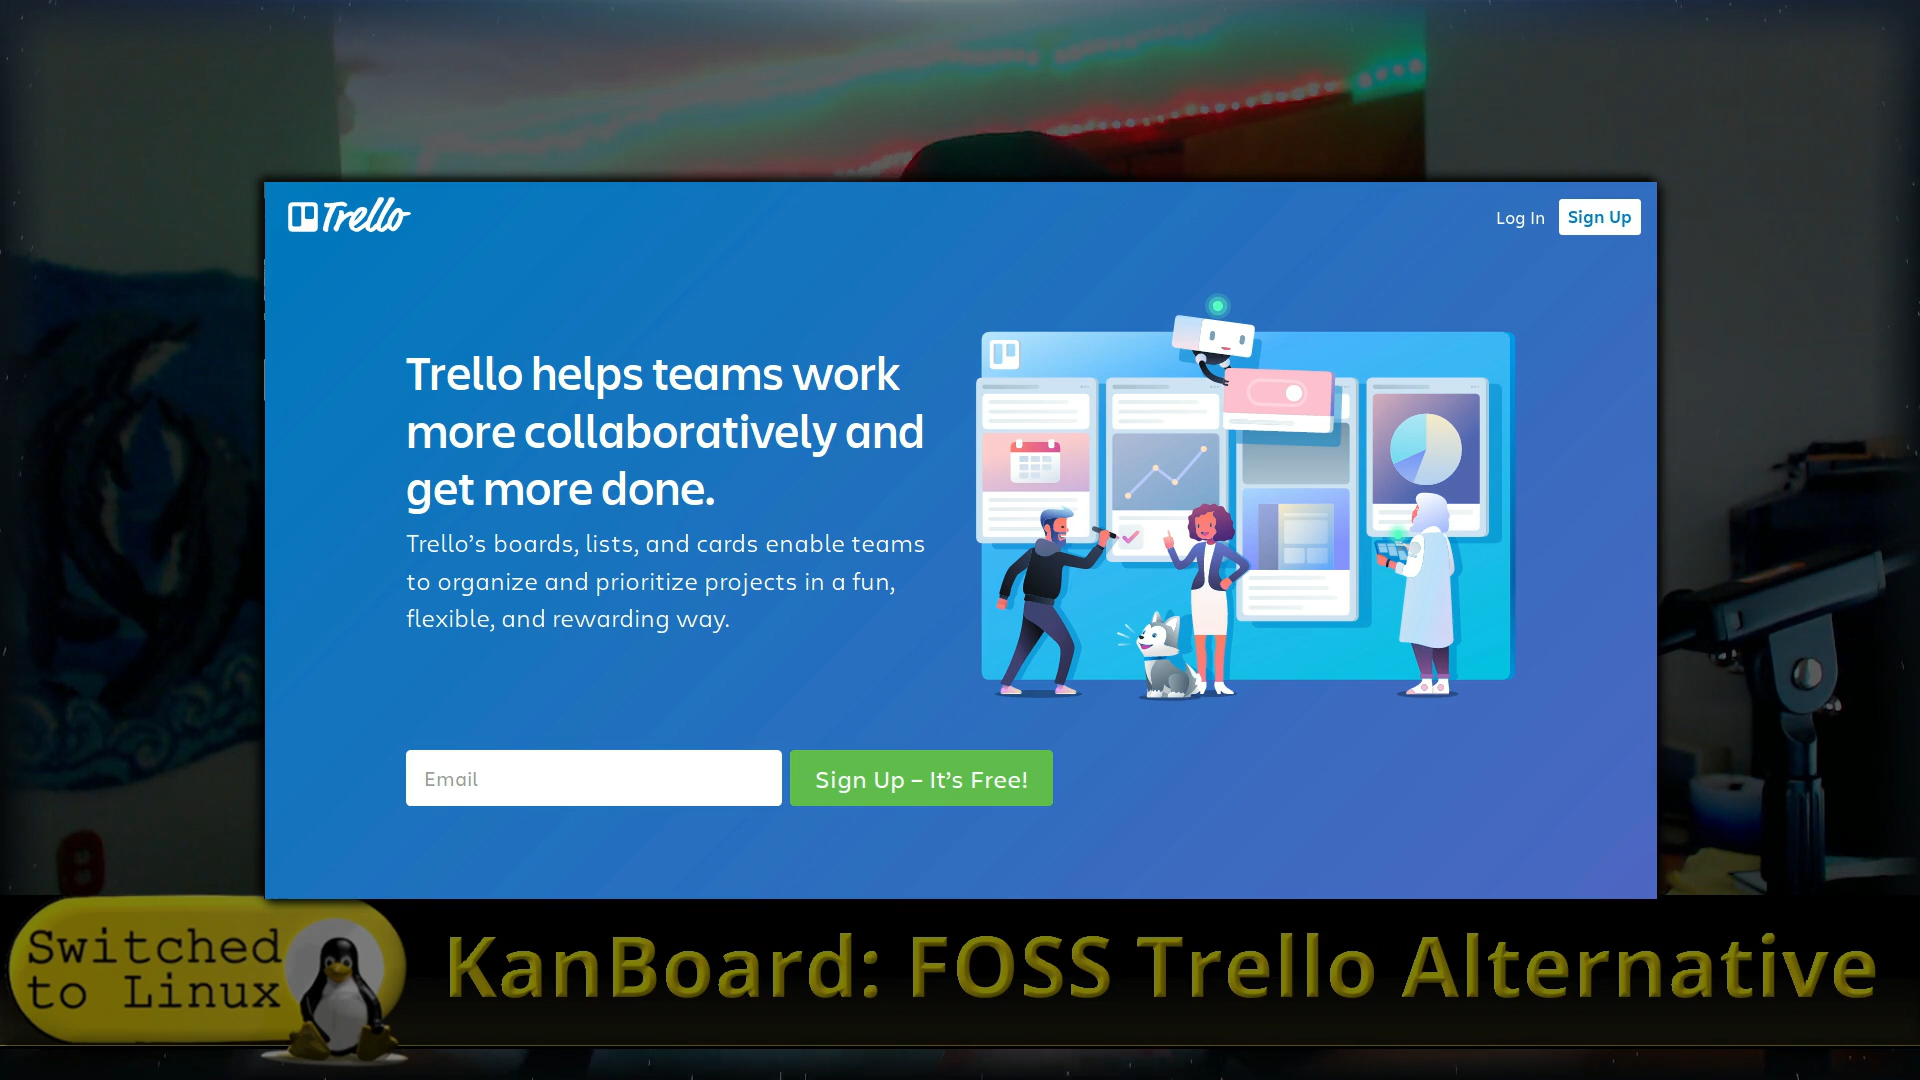 Trello
Log In
Sign Up
Trello helps teams work
more collaboratively and
get more done.
Trello’s boards, lists, and cards enable teams
to organize and prioritize projects in a fun,
flexible, and rewarding way.
Email
Sign Up – It’s Free!
Switched
to Linux
KanBoard: FOSS Trello Alternative